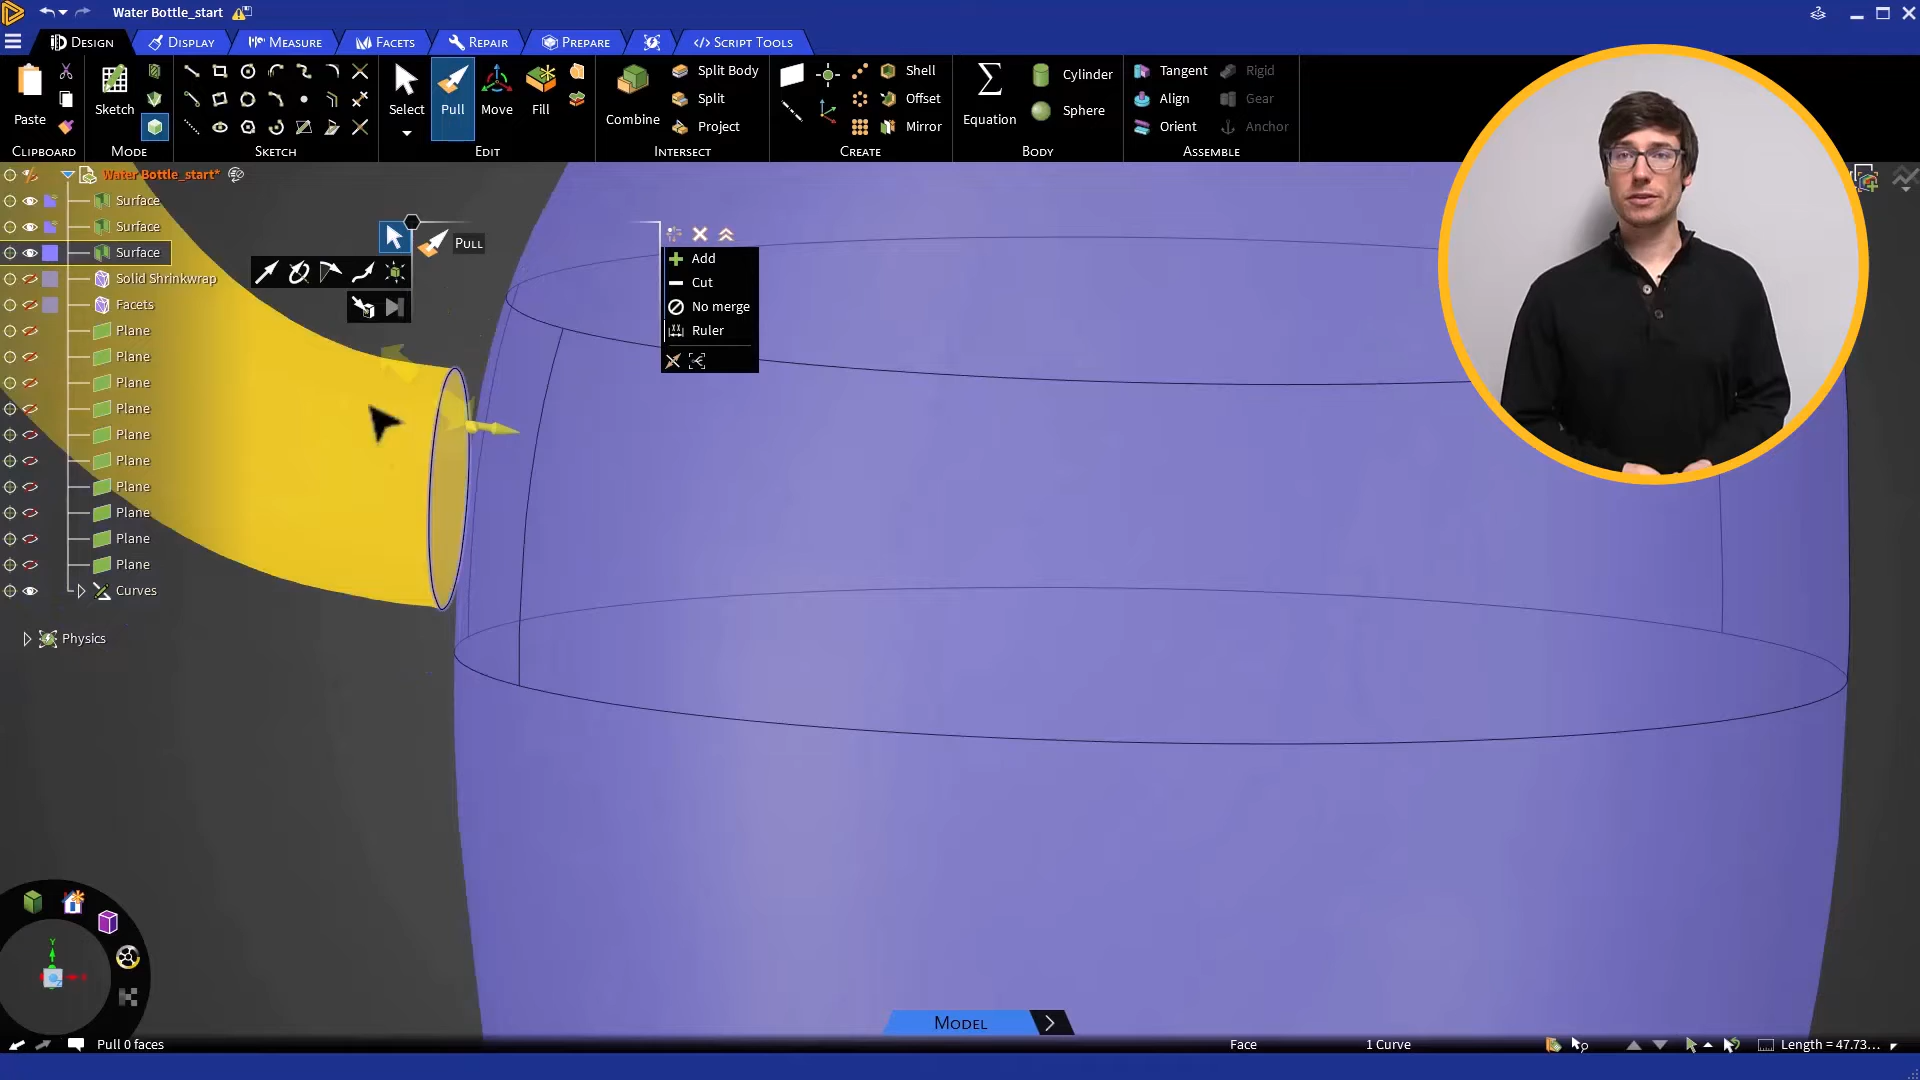 Water Bottle_start
Design
Display
Measure
Facets
Repair
Prepare
Script Tools
Paste
Clipboard
Sketch
Mode
Sketch
Select
Pull
Move
Fill
Edit
Combine
Split Body
Split
Project
Intersect
Shell
Offset
Mirror
Create
Equation
Cylinder
Sphere
Body
Tangent
Align
Orient
Rigid
Gear
Anchor
Assemble
Water Bottle_start*
Surface
Surface
Surface
Solid Shrinkwrap
Facets
Plane
Plane
Plane
Plane
Plane
Plane
Plane
Plane
Plane
Plane
Curves
Physics
Pull
Add
Cut
No merge
Ruler
Y
Model
Pull 0 faces
Face
1 Curve
Length = 47.73...